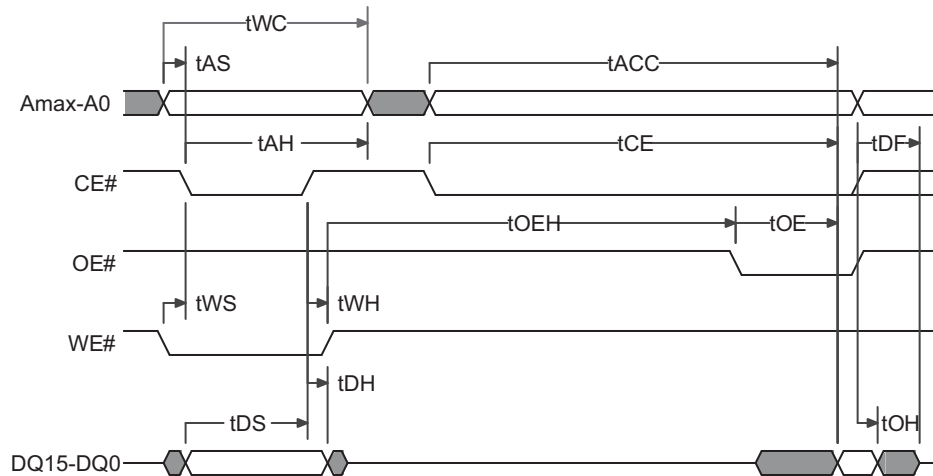 tWC
tAS
tACC
Amax-A0
tAH
tCE
tDF
CE#
tOEH
tOE
OE#
tWS
tWH
WE#
tDH
tDS
tOH
DQ15-DQ0